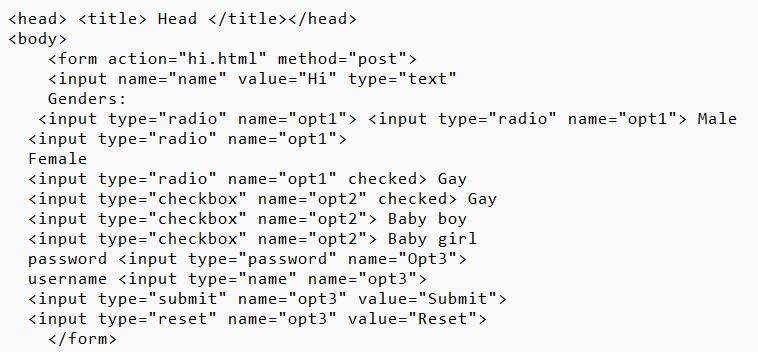 <head> <title> Head </title></head>
<body>
<form action="hi.html" method="post">
<input name="name" value="Hi" type="text"
Genders:
<input type="radio" name="opt1"> <input type="radio" name="opt1"> Male
<input type="radio" name="opt1">
Female
<input type="radio" name="opt1" checked> Gay
<input type="checkbox" name="opt2" checked> Gay
<input type="checkbox" name="opt2"> Baby boy
<input type="checkbox" name="opt2"> Baby girl
password <input type="password" name="Opt3">
username <input type="name" name="opt3">
<input type="submit" name="opt3" value="Submit">
<input type="reset" name="opt3" value="Reset">
</form>